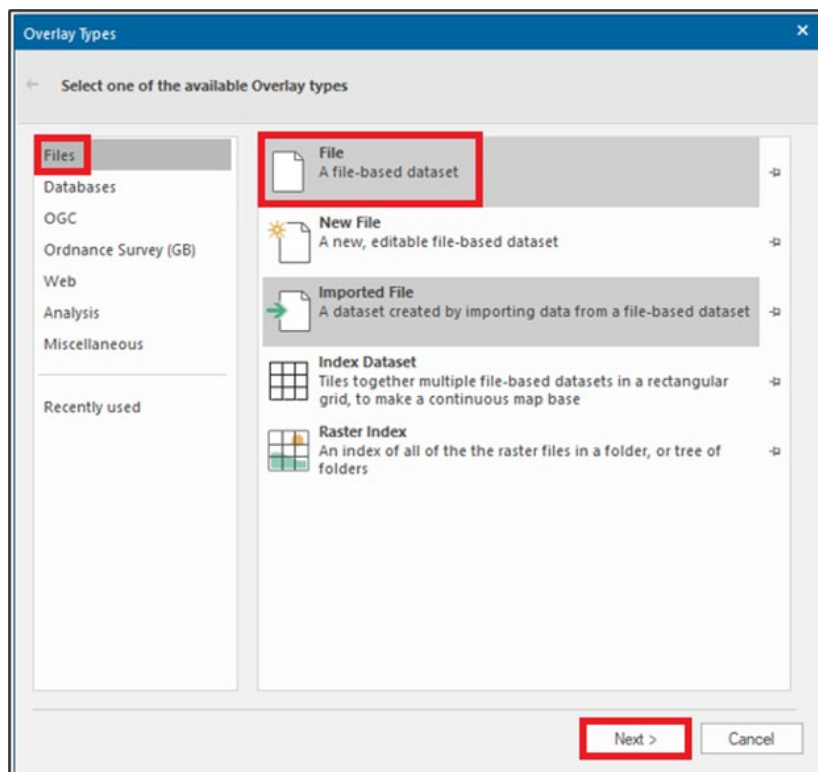 Overlay Types
Select one of the available Overlay types
Files
Databases
OGC
Ordnance Survey (GB)
Web
Analysis
Miscellaneous
Recently used
File
A file-based dataset
New File
A new, editable file-based dataset
Imported File
A dataset created by importing data from a file-based dataset
Index Dataset
Tiles together multiple file-based datasets in a rectangular
grid, to make a continuous map base
Raster Index
An index of all of the the raster files in a folder, or tree of
folders
Next >
Cancel